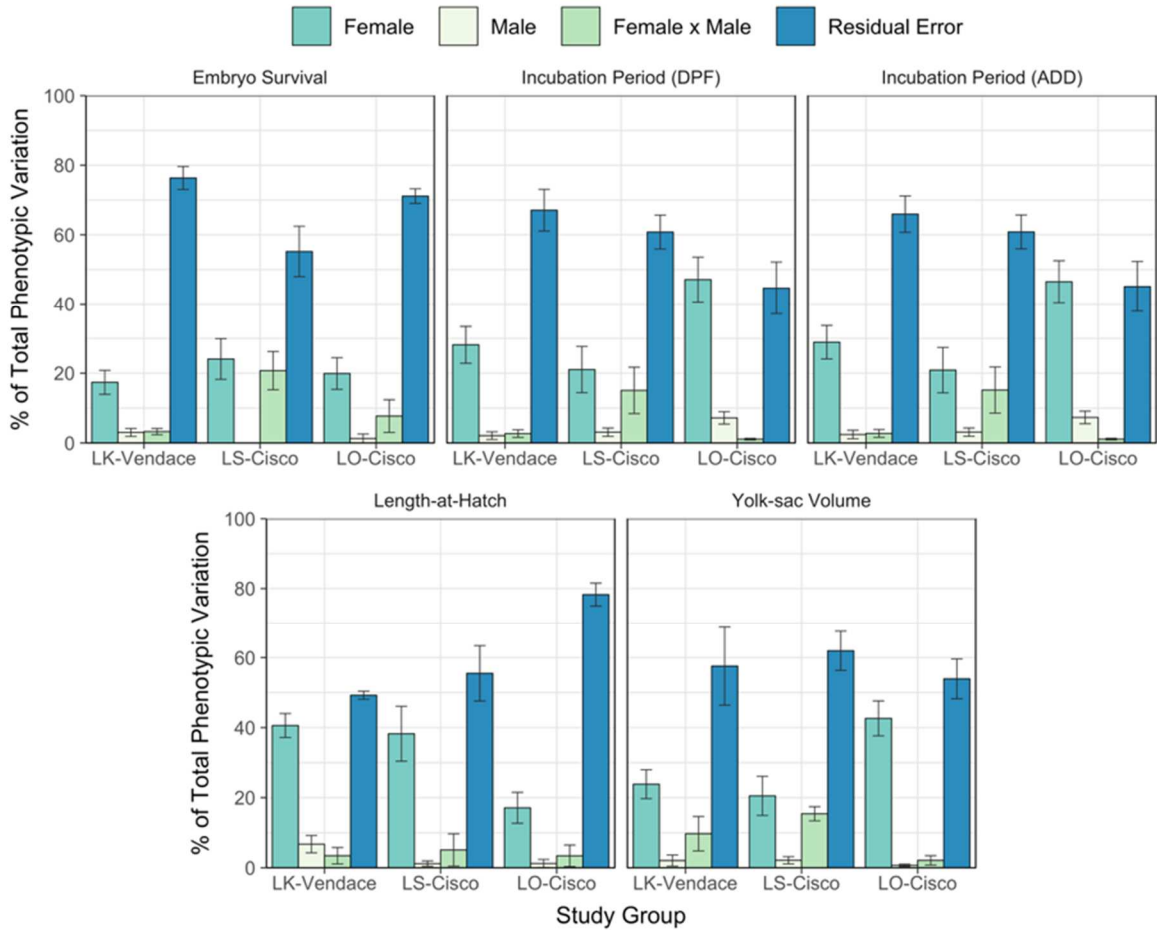 Female Male Female x Male Residual Error
Embryo Survival Incubation Period (DPF) Incubation Period (ADD)
% of Total Phenotypic Variation
100
80
60
40
20
0
LK-Vendace LS-Cisco LO-Cisco LK-Vendace LS-Cisco LO-Cisco LK-Vendace LS-Cisco LO-Cisco
Length-at-Hatch Yolk-sac Volume
% of Total Phenotypic Variation
100
80
60
40
20
0
LK-Vendace LS-Cisco LO-Cisco LK-Vendace LS-Cisco LO-Cisco
Study Group